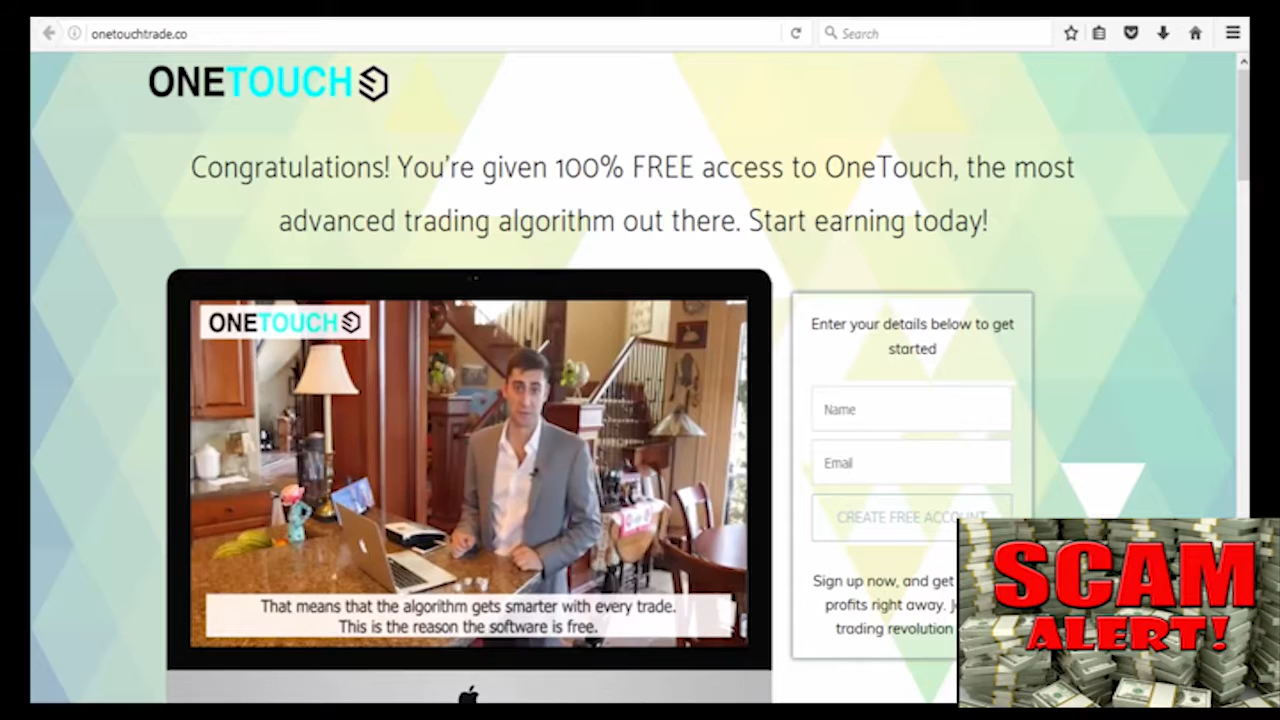 onetouchtrade.co
Search
ONETOUCH
Congratulations! You're given 100% FREE access to OneTouch, the most
advanced trading algorithm out there. Start earning today!
ONETOUCH
That means that the algorithm gets smarter with every trade.
This is the reason the software is free.
Enter your details below to get
started
Name
Email
CREATE FREE ACCOUNT
Sign up now, and get
profits right away.
trading revolution
SCAM
ALERT!